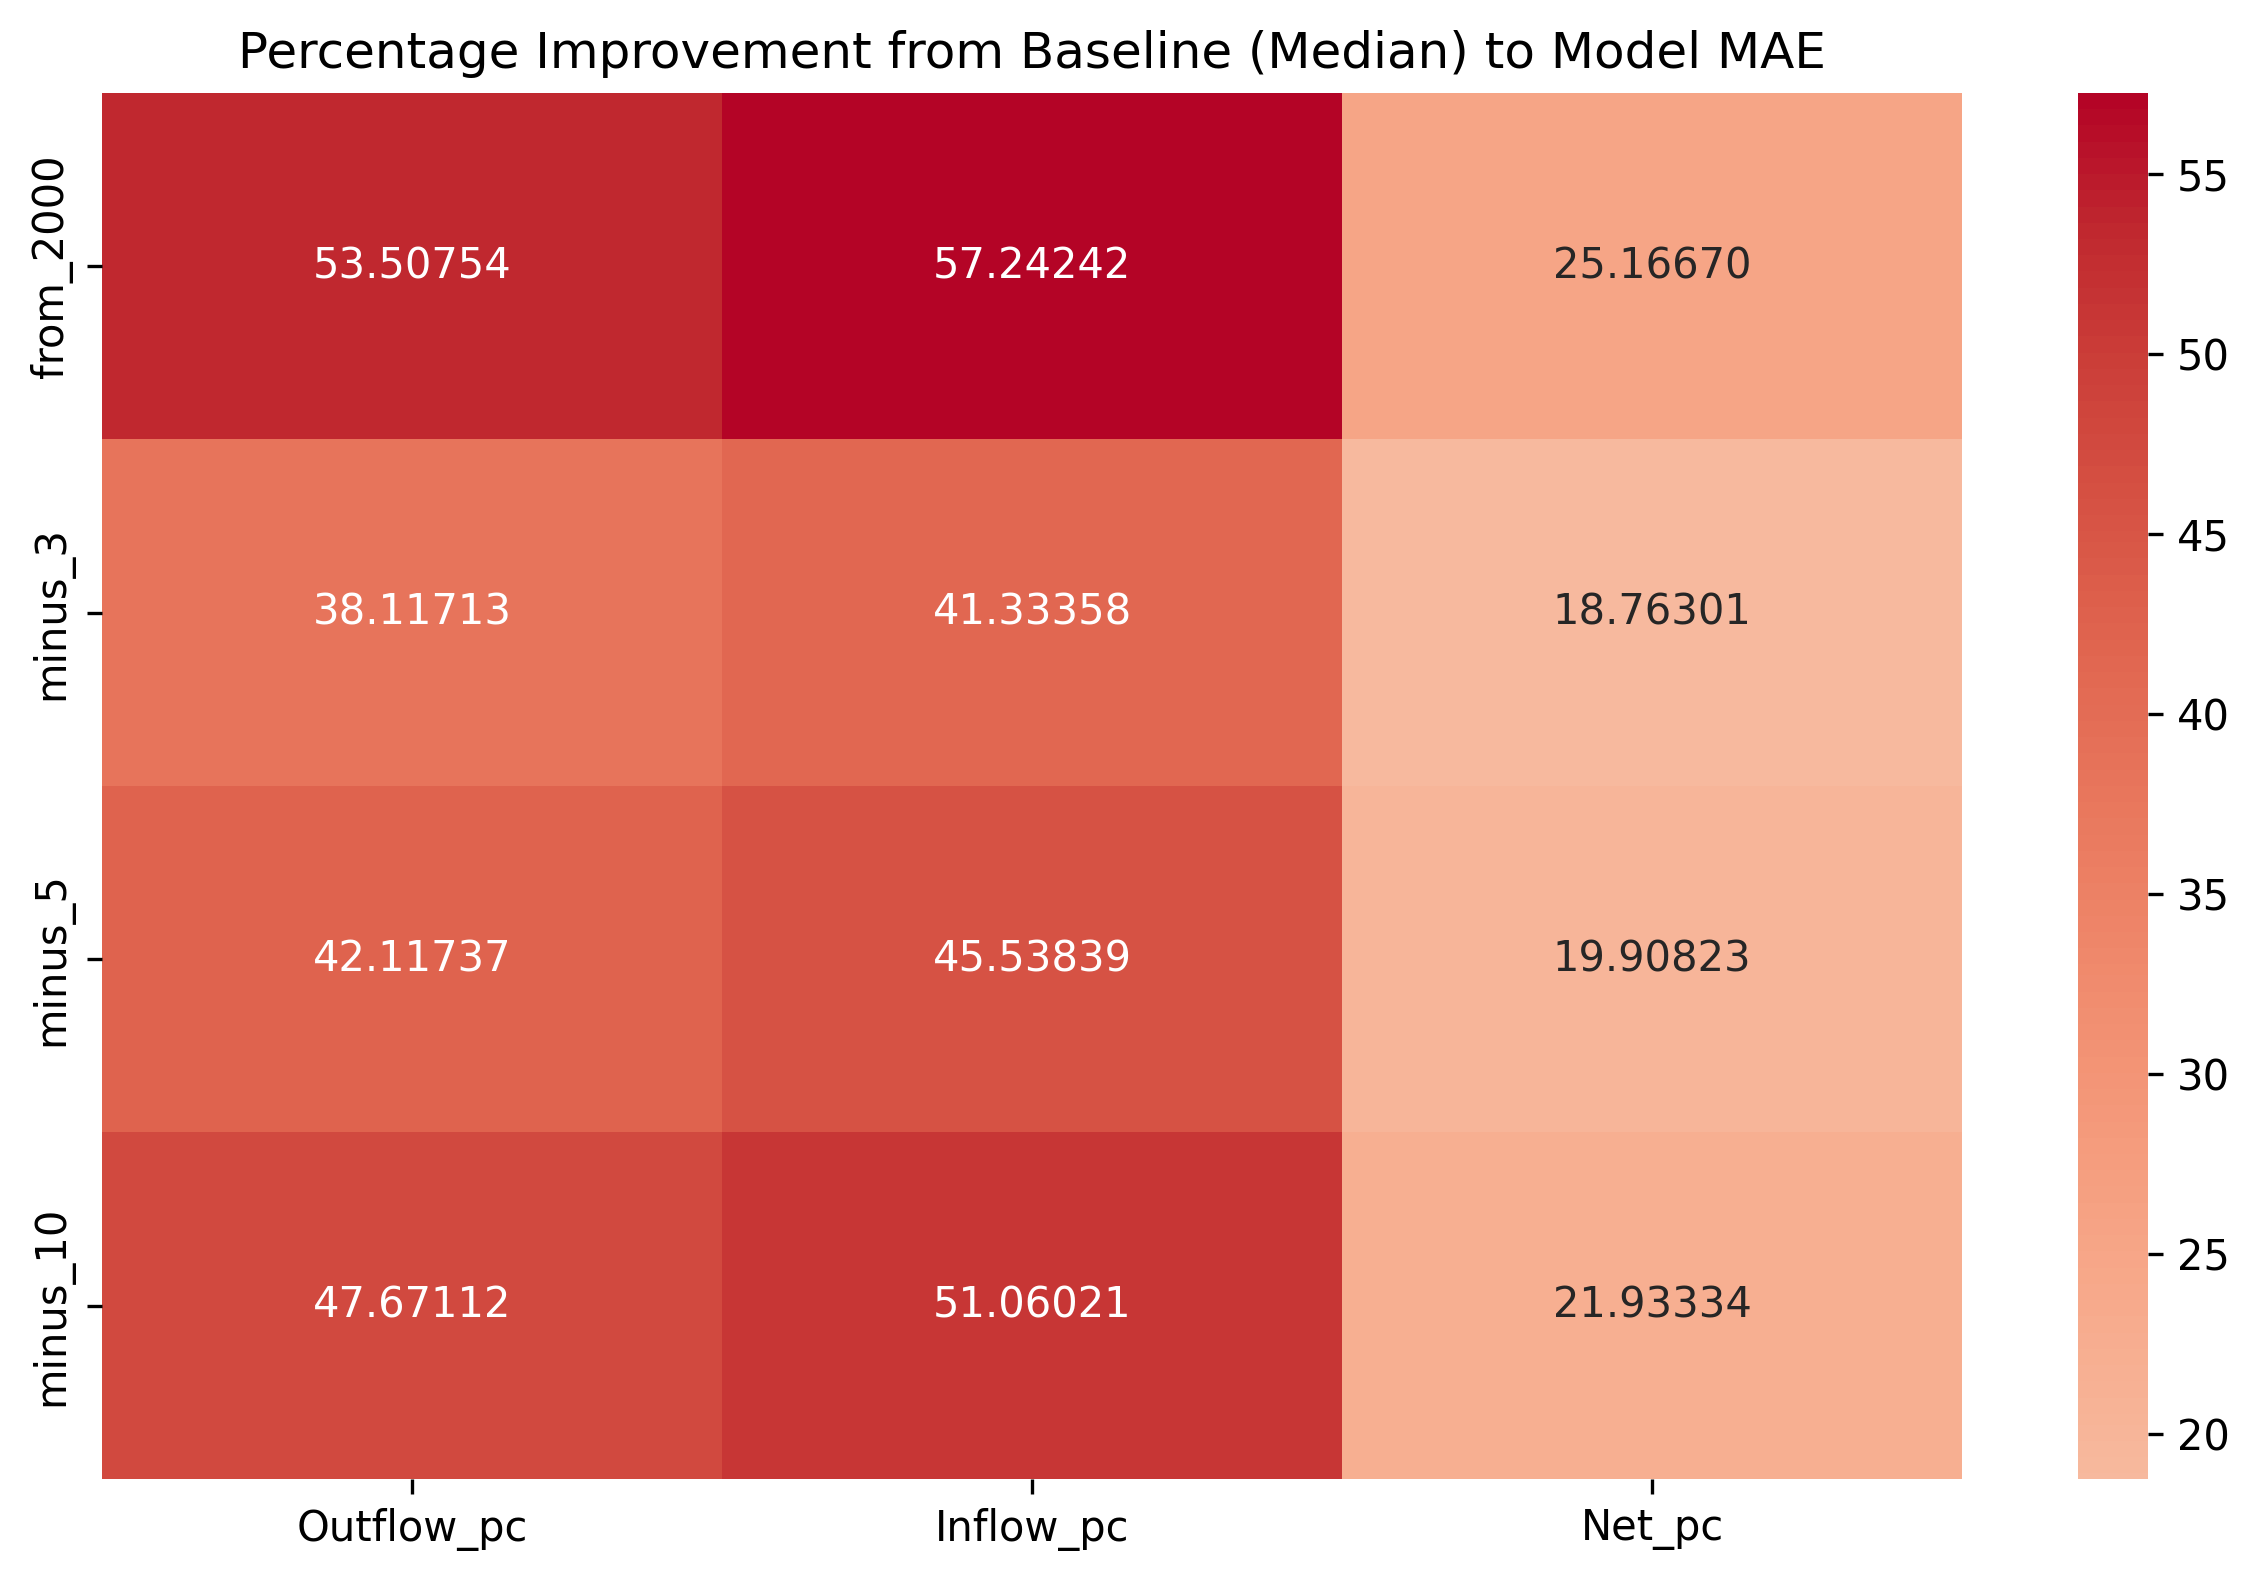 Percentage Improvement from Baseline (Median) to Model MAE
from_2000
53.50754 57.24242 25.16670
minus_3
38.11713 41.33358 18.76301
minus_5
42.11737 45.53839 19.90823
minus_10
47.67112 51.06021 21.93334
Outflow_pc Inflow_pc Net_pc
55
50
45
40
35
30
25
20